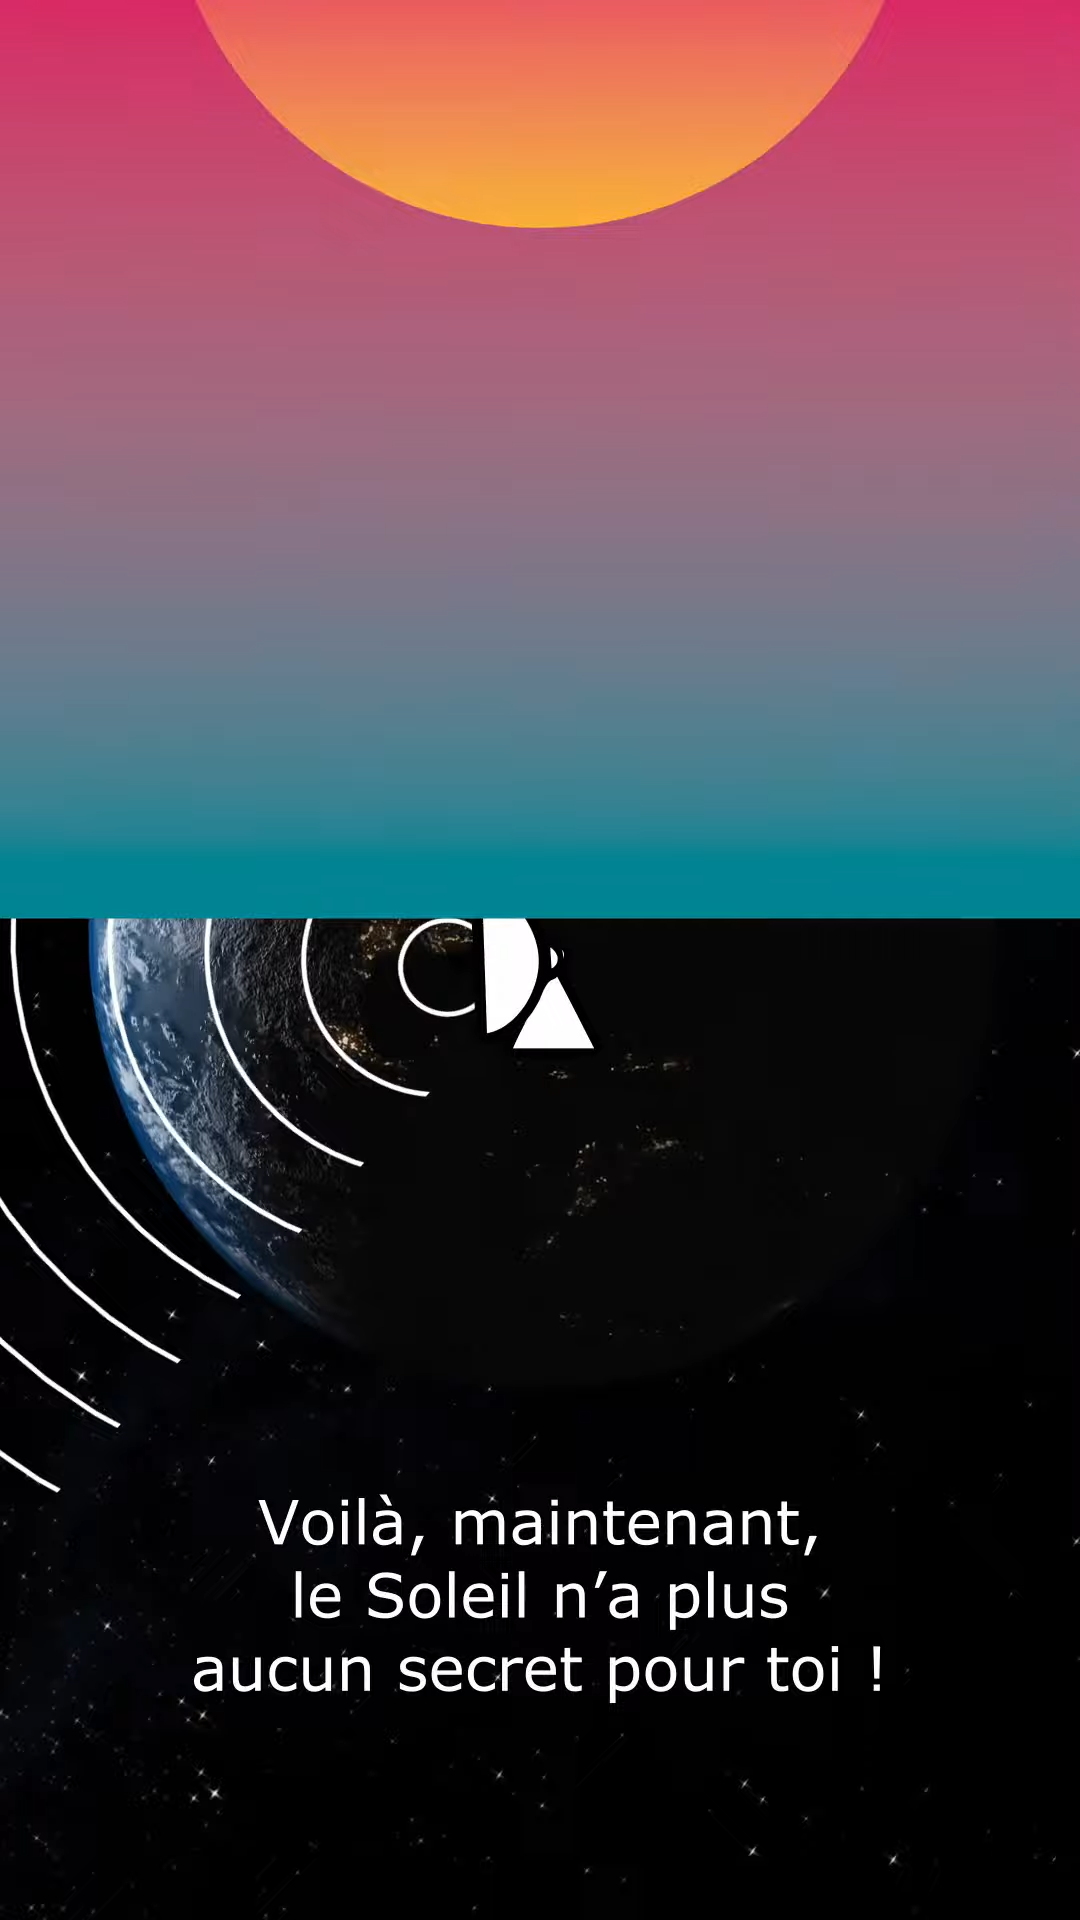 Voilà, maintenant,
le Soleil n’a plus
aucun secret pour toi !